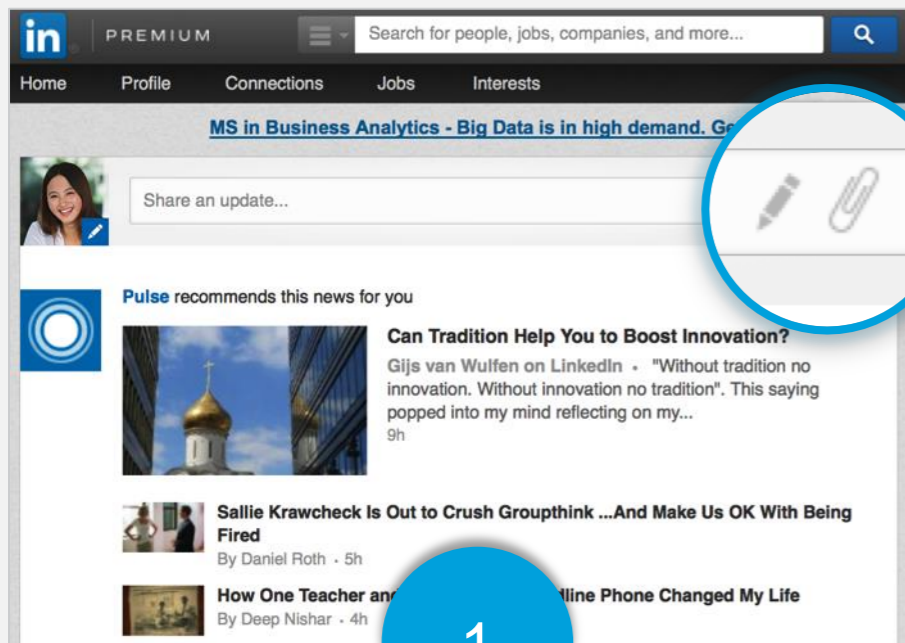 in PREMIUM Search for people, jobs, companies, and more...
Home Profile Connections Jobs Interests
MS in Business Analytics - Big Data is in high demand.
Share an update...
Pulse recommends this news for you
Can Tradition Help You to Boost Innovation?
Gijs van Wulfen on LinkedIn · "Without tradition no
innovation. Without innovation no tradition". This saying
popped into my mind reflecting on my...
9h
Sallie Krawcheck Is Out to Crush Groupthink ...And Make Us OK With Being
Fired
By Daniel Roth · 5h
How One Teacher and Phone Changed My Life
By Deep Nishar · 4h
1